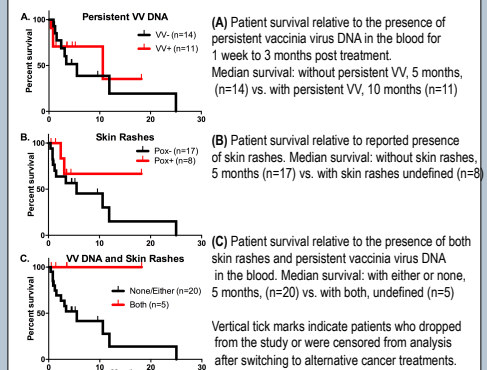 A.
Persistent VV DNA
100
50
0
0 10 20 30
Percent survival
VV- (n=14)
VV+ (n=11)
(A) Patient survival relative to the presence of
persistent vaccinia virus DNA in the blood for
1 week to 3 months post treatment.
Median survival: without persistent VV, 5 months,
(n=14) vs. with persistent VV, 10 months (n=11)
B.
Skin Rashes
100
50
0
0 10 20 30
Percent survival
Pox- (n=17)
Pox+ (n=8)
(B) Patient survival relative to reported presence
of skin rashes. Median survival: without skin rashes,
5 months (n=17) vs. with skin rashes undefined (n=8)
C.
VV DNA and Skin Rashes
100
50
0
0 10 20 30
Percent survival
None/Either (n=20)
Both (n=5)
(C) Patient survival relative to the presence of both
skin rashes and persistent vaccinia virus DNA
in the blood. Median survival: with either or none,
5 months, (n=20) vs. with both, undefined (n=5)
Vertical tick marks indicate patients who dropped
from the study or were censored from analysis
after switching to alternative cancer treatments.